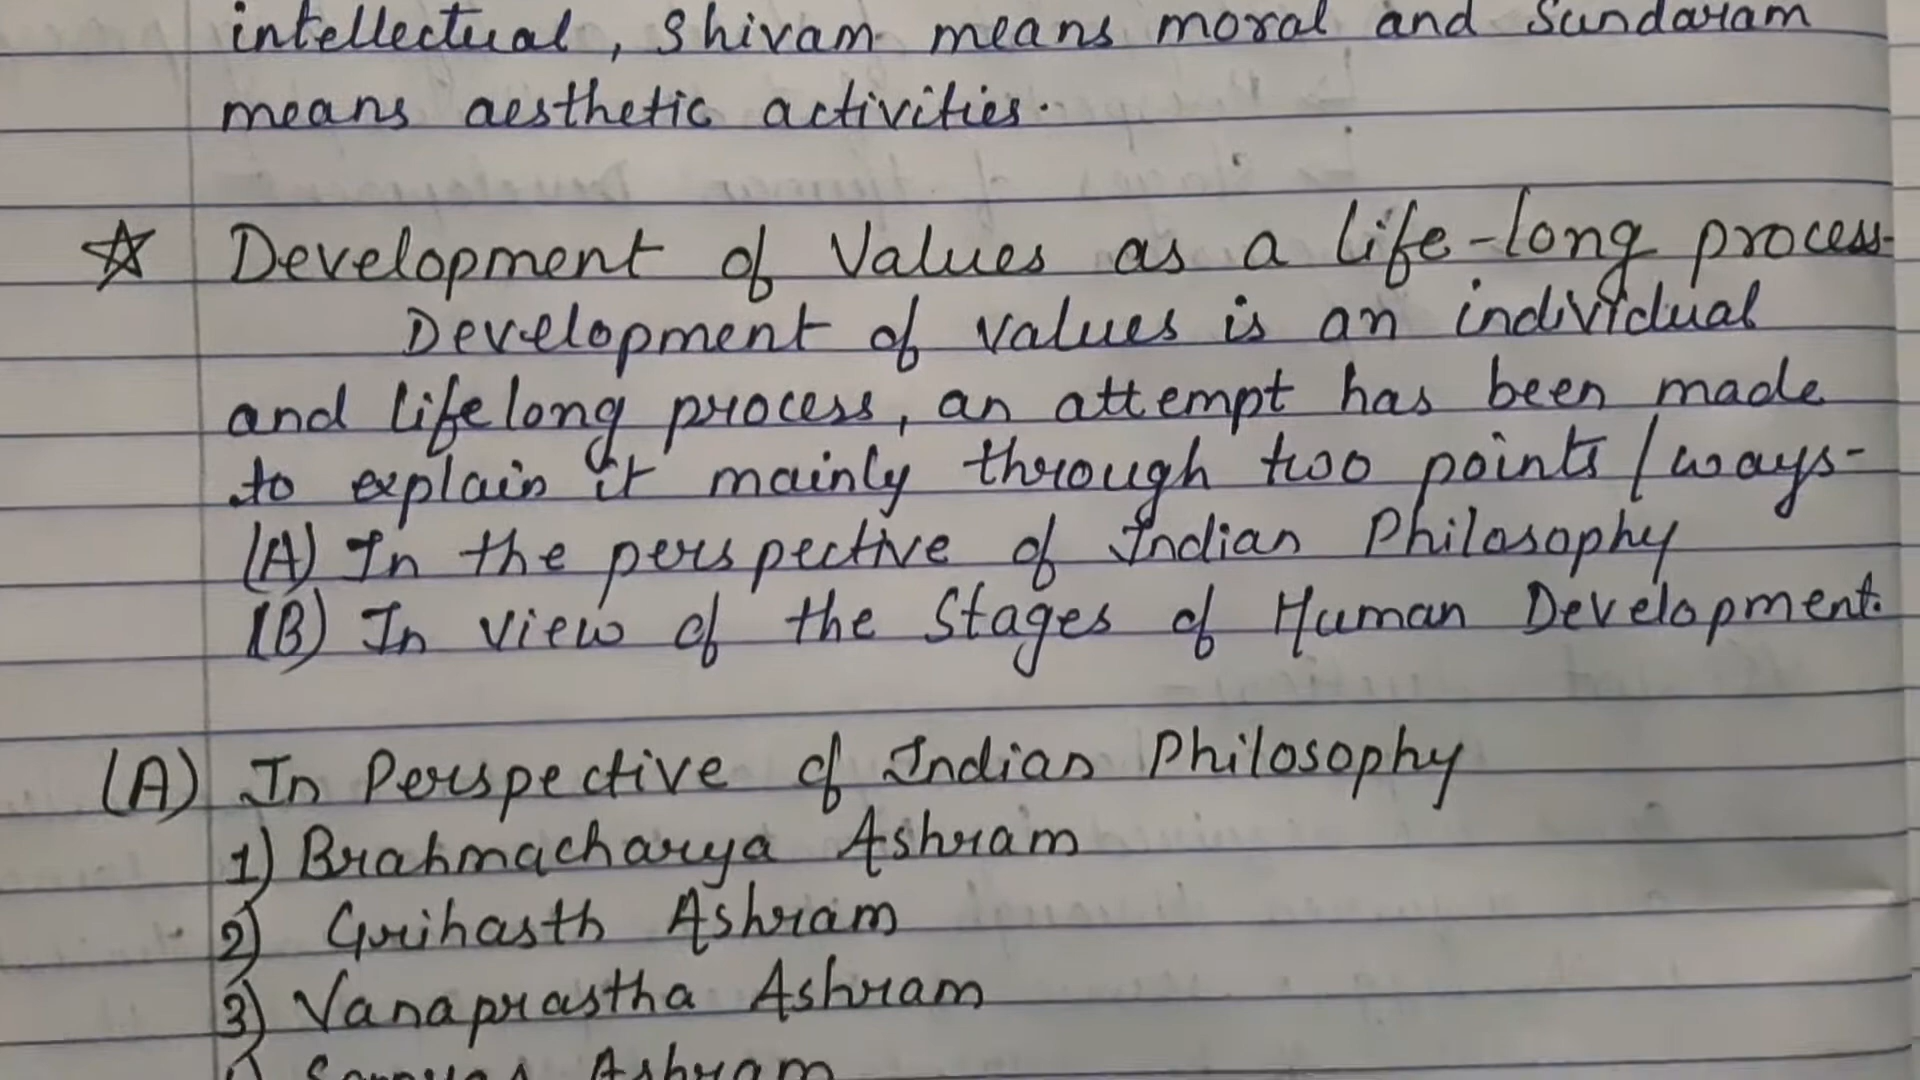 intellectual, Shivam means moral and Sundaram
means aesthetic activities.
☆ Development of Values as a life-long process-
Development of values is an individual
and lifelong process, an attempt has been made
to explain it mainly through two points / ways-
(A) In the perspective of Indian Philosophy
(B) In view of the Stages of Human Development.
(A) In Perspective of Indian Philosophy
1) Brahmacharya Ashram
2) Grihasth Ashram
3) Vanaprastha Ashram
Ashram